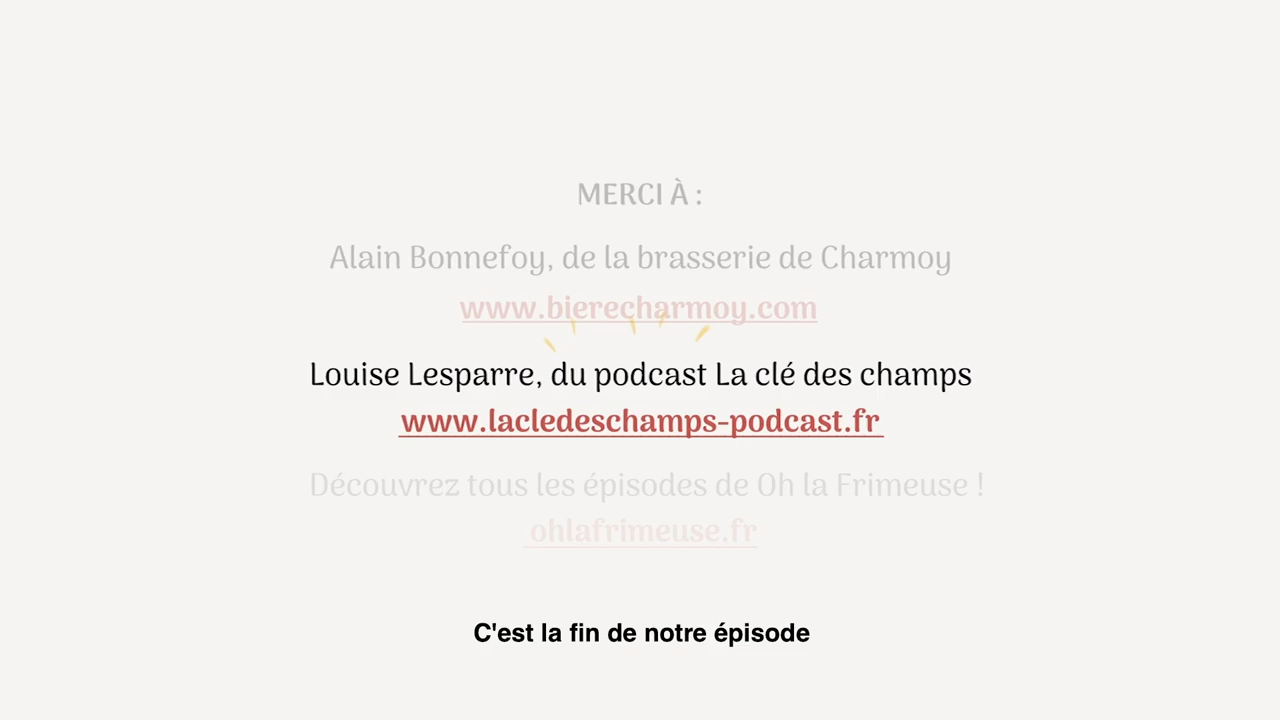 MERCI À :
Alain Bonnefoy, de la brasserie de Charmoy
www.bierecharmoy.com
Louise Lesparre, du podcast La clé des champs
www.lacledeschamps-podcast.fr
Découvrez tous les épisodes de Oh la Frimeuse !
ohlafrimeuse.fr
C'est la fin de notre épisode